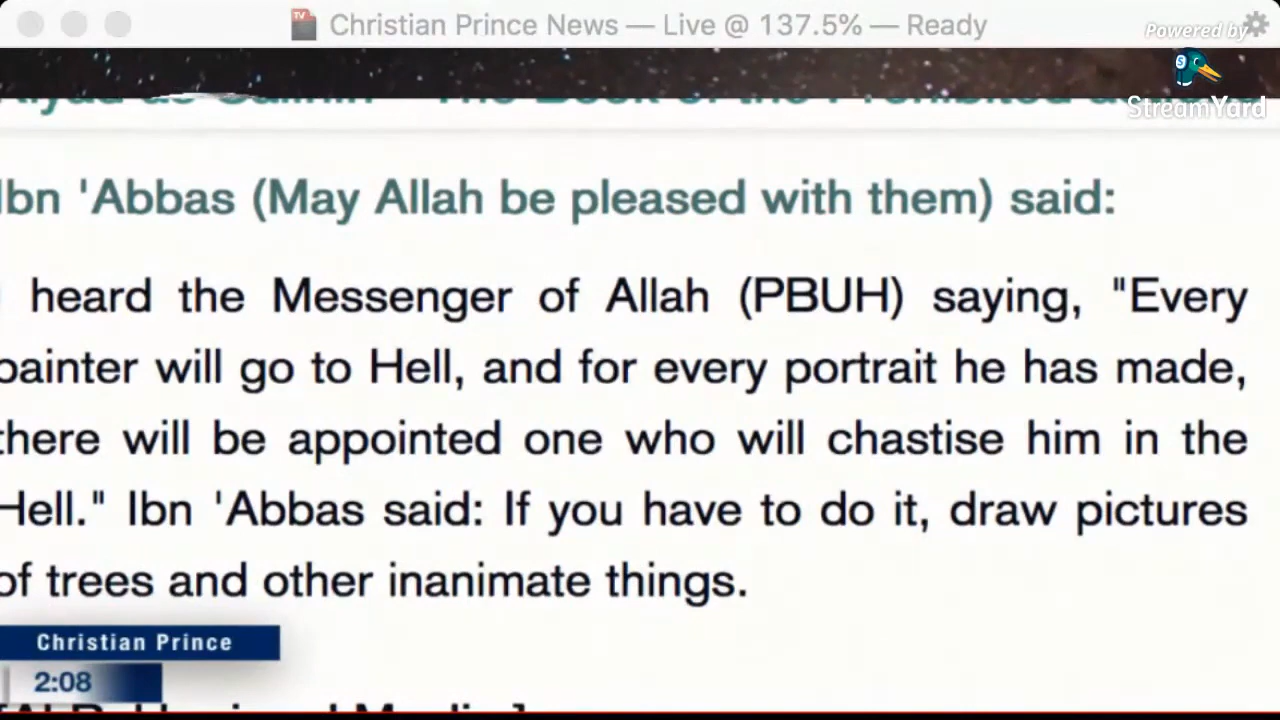 Christian Prince News — Live @ 137.5% — Ready
Powered by
StreamYard
Ibn 'Abbas (May Allah be pleased with them) said:
heard the Messenger of Allah (PBUH) saying, "Every
painter will go to Hell, and for every portrait he has made,
there will be appointed one who will chastise him in the
Hell." Ibn 'Abbas said: If you have to do it, draw pictures
of trees and other inanimate things.
Christian Prince
2:08